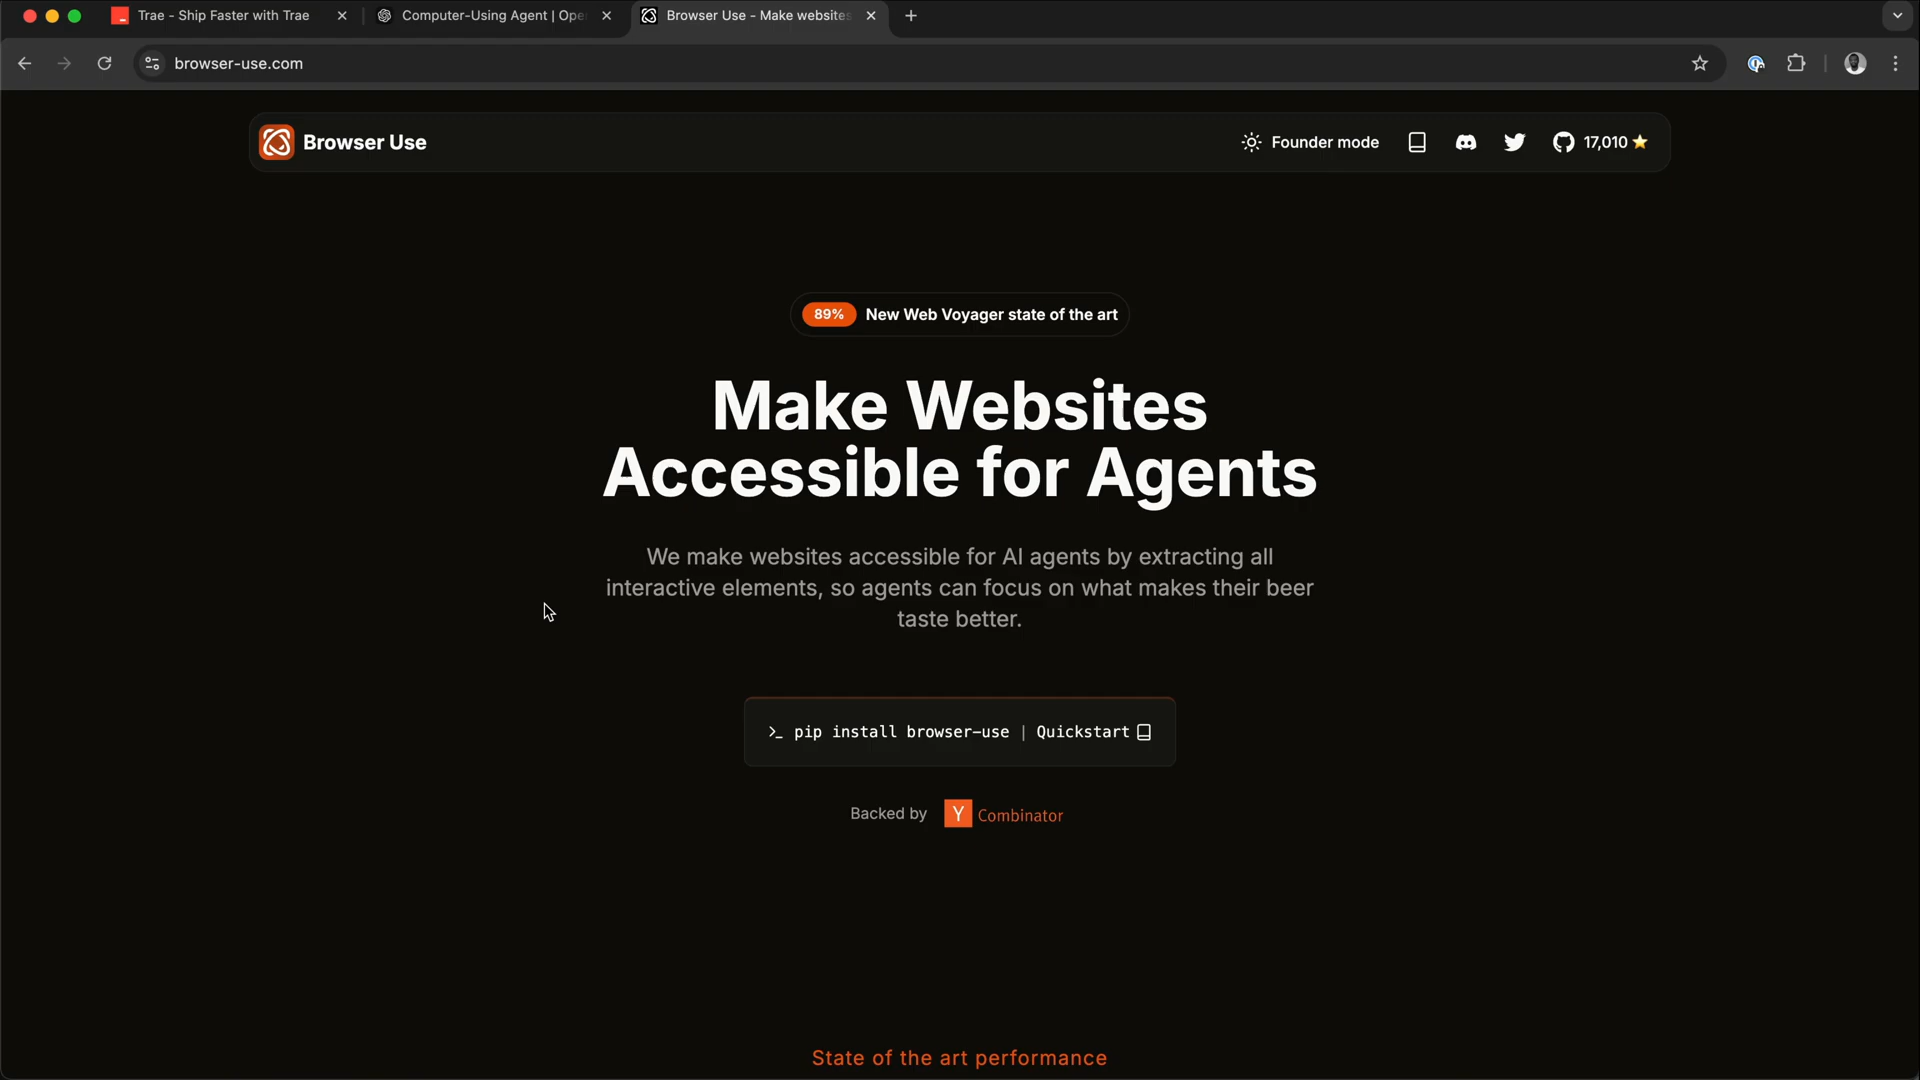 Trae - Ship Faster with Trae
Computer-Using Agent | Ope
Browser Use - Make websites
browser-use.com
Browser Use
Founder mode
17,010
89% New Web Voyager state of the art
Make Websites
Accessible for Agents
We make websites accessible for AI agents by extracting all
interactive elements, so agents can focus on what makes their beer
taste better.
>_ pip install browser-use | Quickstart
Backed by Y Combinator
State of the art performance